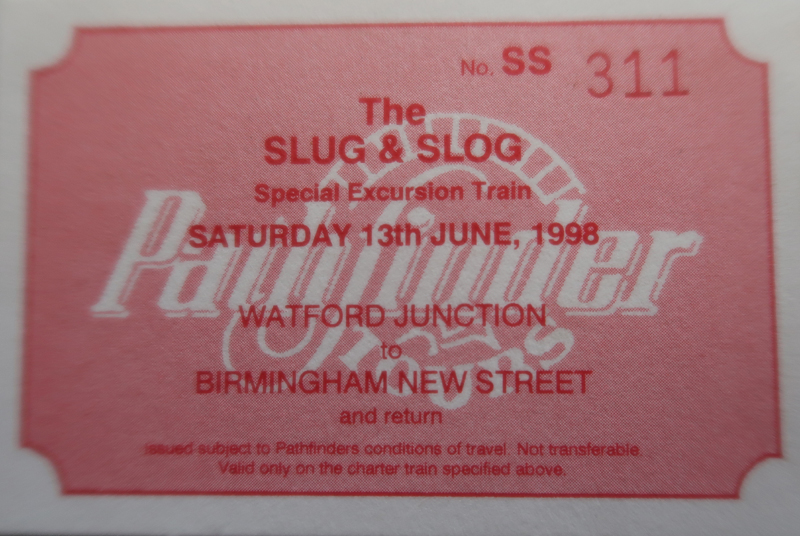 No. SS 311
The
SLUG & SLOG
Special Excursion Train
SATURDAY 13th JUNE, 1998
Pathfinder
Tours
WATFORD JUNCTION
to
BIRMINGHAM NEW STREET
and return
issued subject to Pathfinders conditions of travel. Not transferable.
Valid only on the charter train specified above.